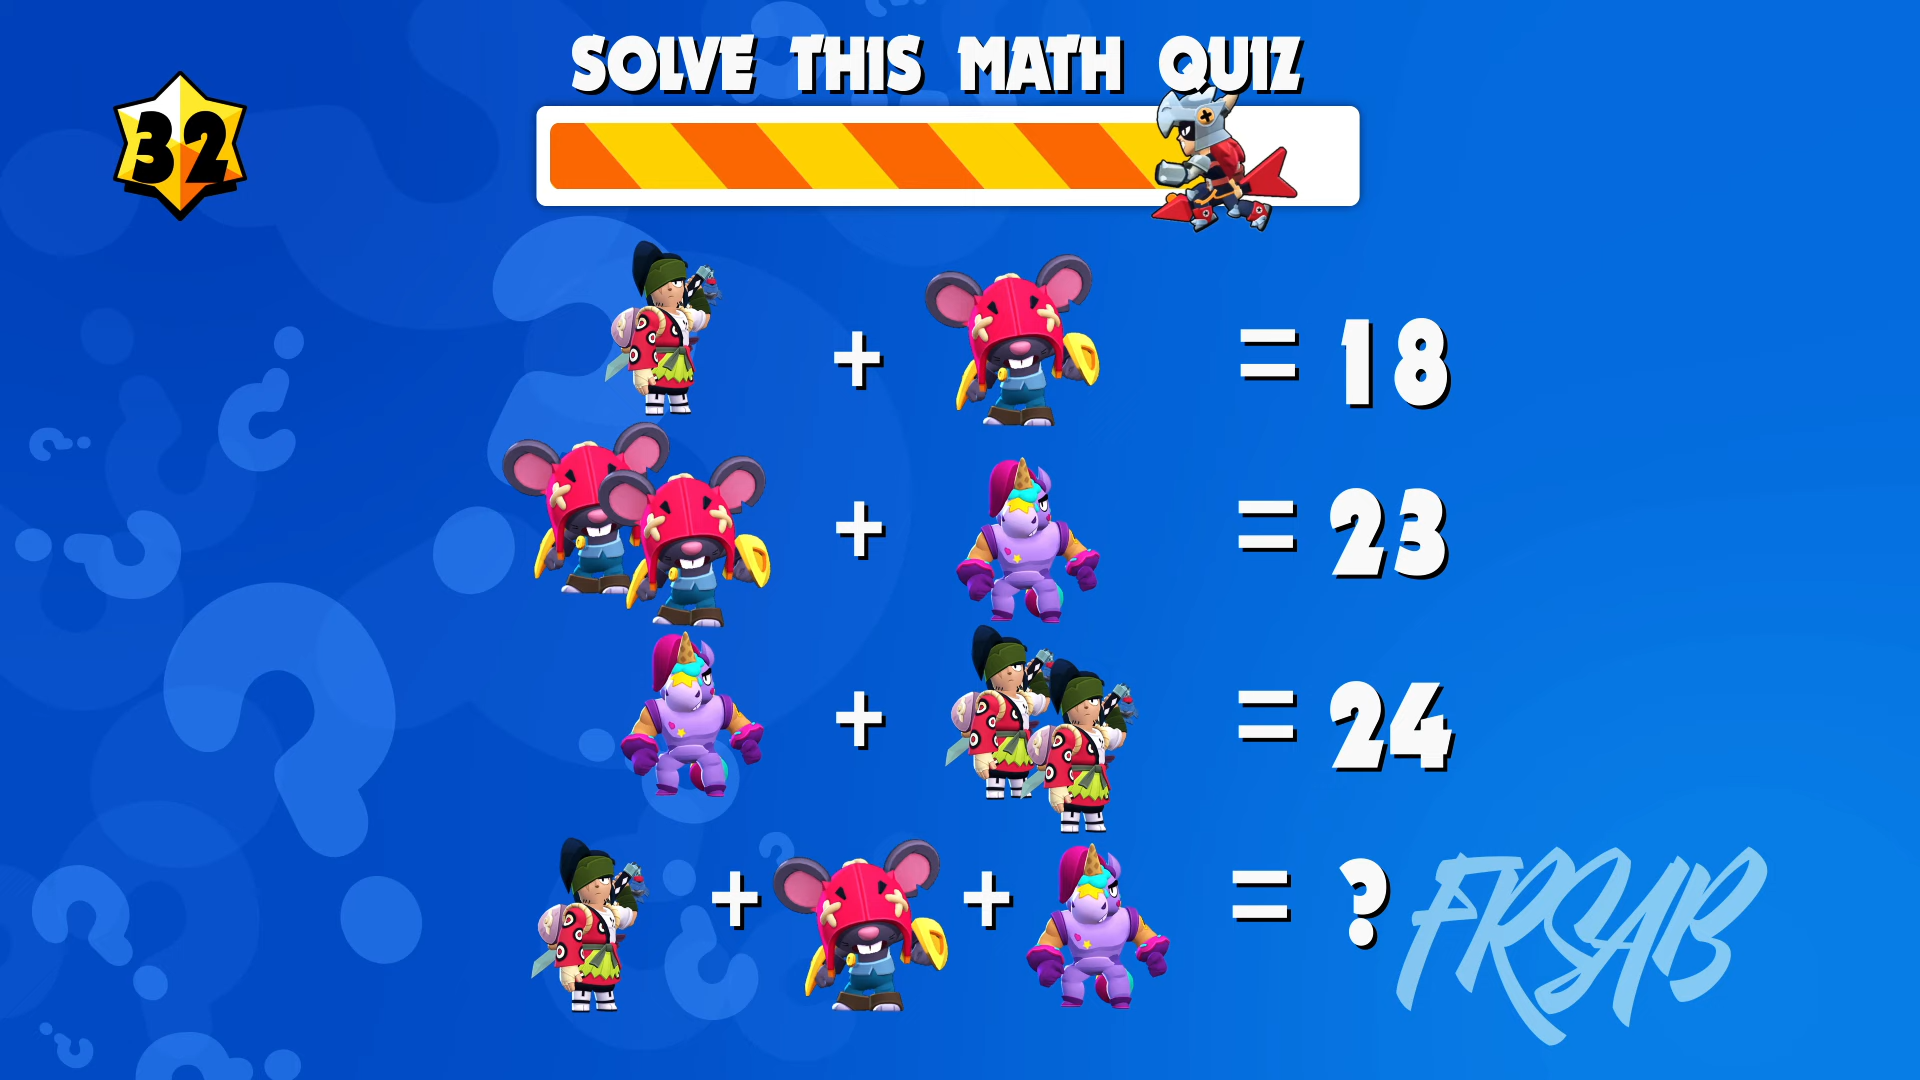 SOLVE THIS MATH QUIZ
32
+ = 18
+ = 23
+ = 24
+ + = ?
FRSAB